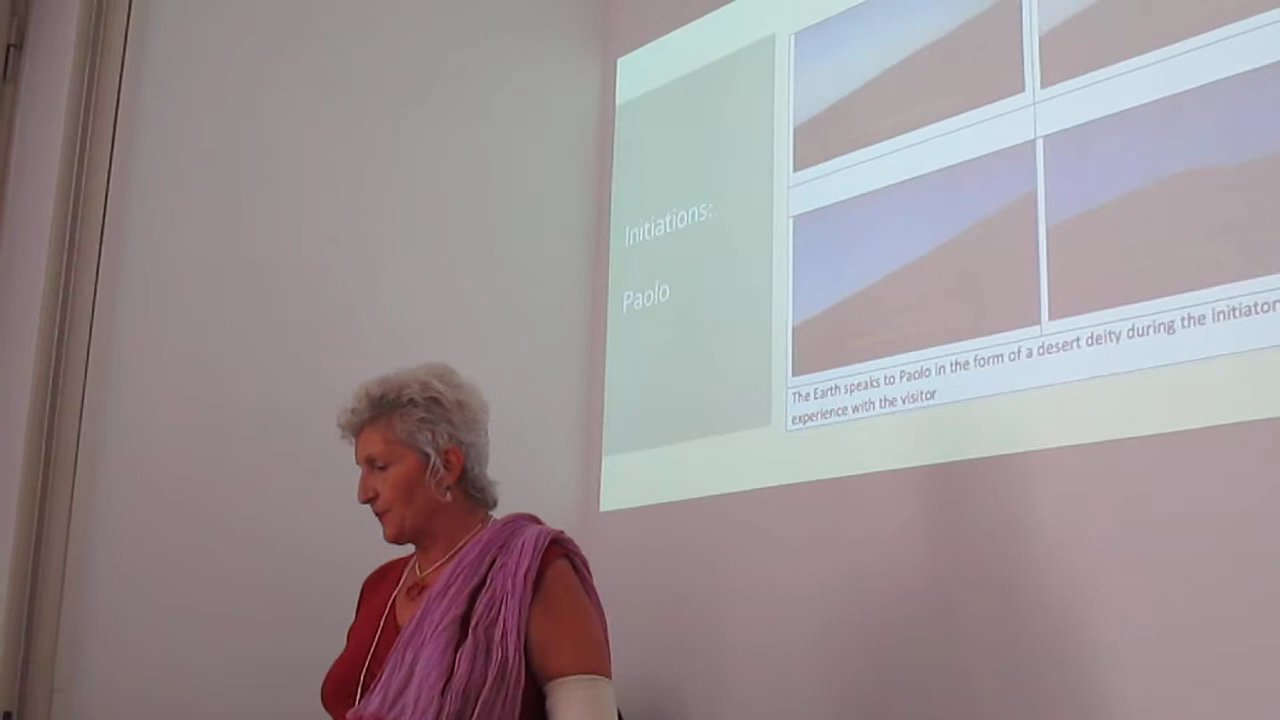 Initiations:
Paolo
The Earth speaks to Paolo in the form of a desert deity during the initiator
experience with the visitor